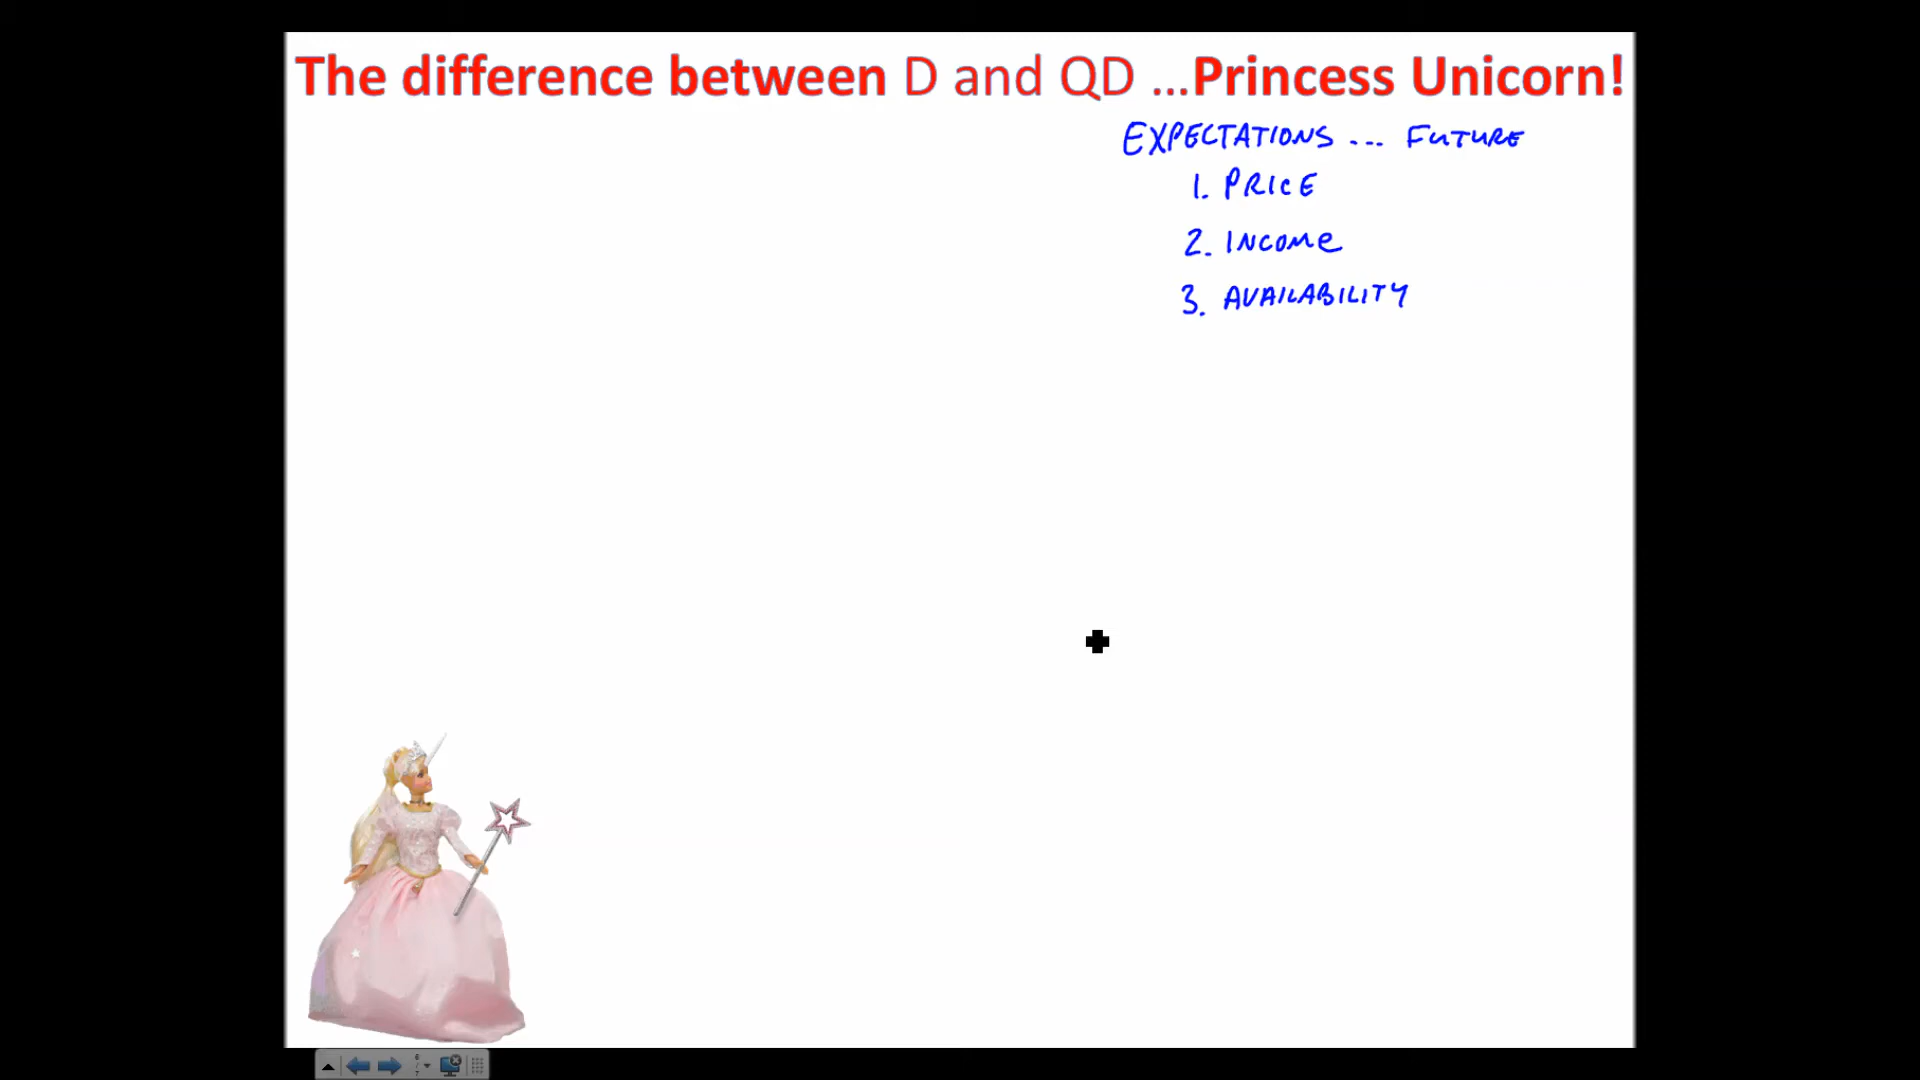 The difference between D and QD ...Princess Unicorn!
EXPECTATIONS ... FUTURE
1. PRICE
2. INCOME
3. AVAILABILITY